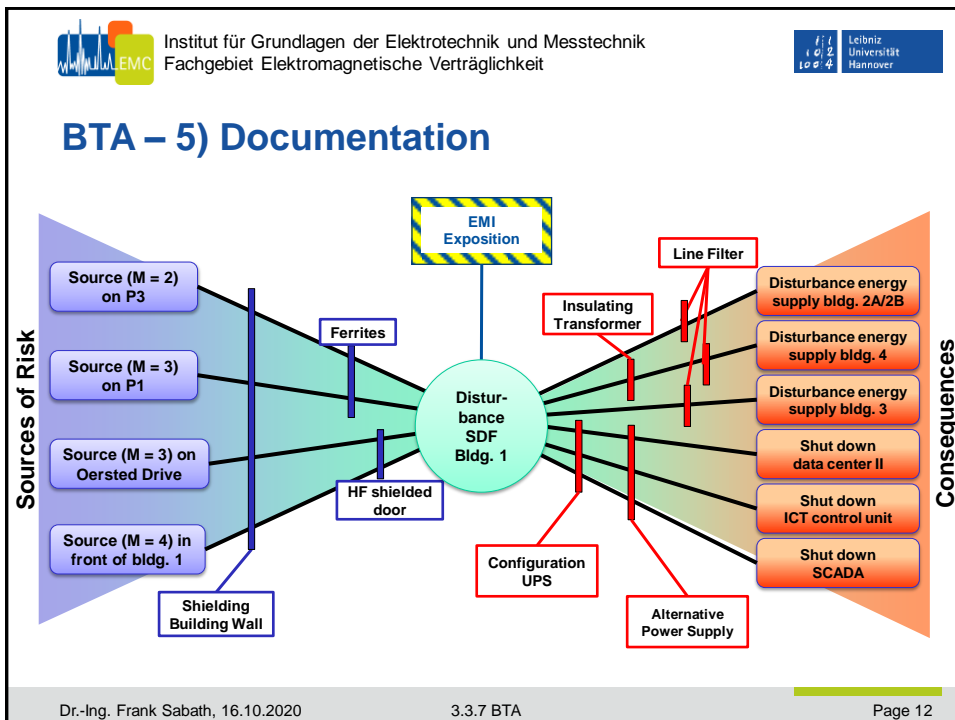 Institut für Grundlagen der Elektrotechnik und Messtechnik
Fachgebiet Elektromagnetische Verträglichkeit
EMC
Leibniz
Universität
Hannover
BTA – 5) Documentation
EMI
Exposition
Sources of Risk
Source (M = 2)
on P3
Source (M = 3)
on P1
Source (M = 3) on
Oersted Drive
Source (M = 4) in
front of bldg. 1
Ferrites
HF shielded
door
Shielding
Building Wall
Distur-
bance
SDF
Bldg. 1
Insulating
Transformer
Line Filter
Configuration
UPS
Alternative
Power Supply
Disturbance energy
supply bldg. 2A/2B
Disturbance energy
supply bldg. 4
Disturbance energy
supply bldg. 3
Shut down
data center II
Shut down
ICT control unit
Shut down
SCADA
Consequences
Dr.-Ing. Frank Sabath, 16.10.2020
3.3.7 BTA
Page 12